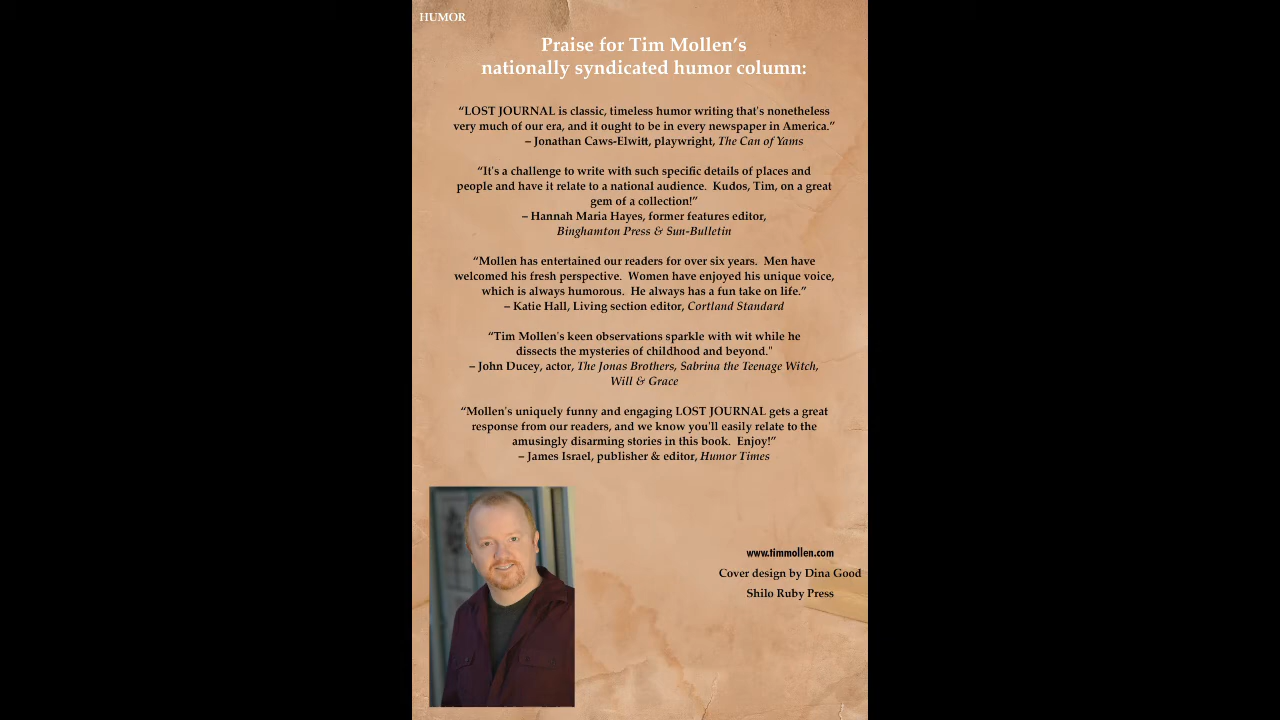 HUMOR
Praise for Tim Mollen’s
nationally syndicated humor column:
“LOST JOURNAL is classic, timeless humor writing that's nonetheless
very much of our era, and it ought to be in every newspaper in America.”
– Jonathan Caws-Elwitt, playwright, The Can of Yams
“It's a challenge to write with such specific details of places and
people and have it relate to a national audience.  Kudos, Tim, on a great
gem of a collection!”
– Hannah Maria Hayes, former features editor,
Binghamton Press & Sun-Bulletin
“Mollen has entertained our readers for over six years.  Men have
welcomed his fresh perspective.  Women have enjoyed his unique voice,
which is always humorous.  He always has a fun take on life.”
– Katie Hall, Living section editor, Cortland Standard
“Tim Mollen's keen observations sparkle with wit while he
dissects the mysteries of childhood and beyond."
– John Ducey, actor, The Jonas Brothers, Sabrina the Teenage Witch,
Will & Grace
“Mollen's uniquely funny and engaging LOST JOURNAL gets a great
response from our readers, and we know you'll easily relate to the
amusingly disarming stories in this book.  Enjoy!”
– James Israel, publisher & editor, Humor Times
www.timmollen.com
Cover design by Dina Good
Shilo Ruby Press